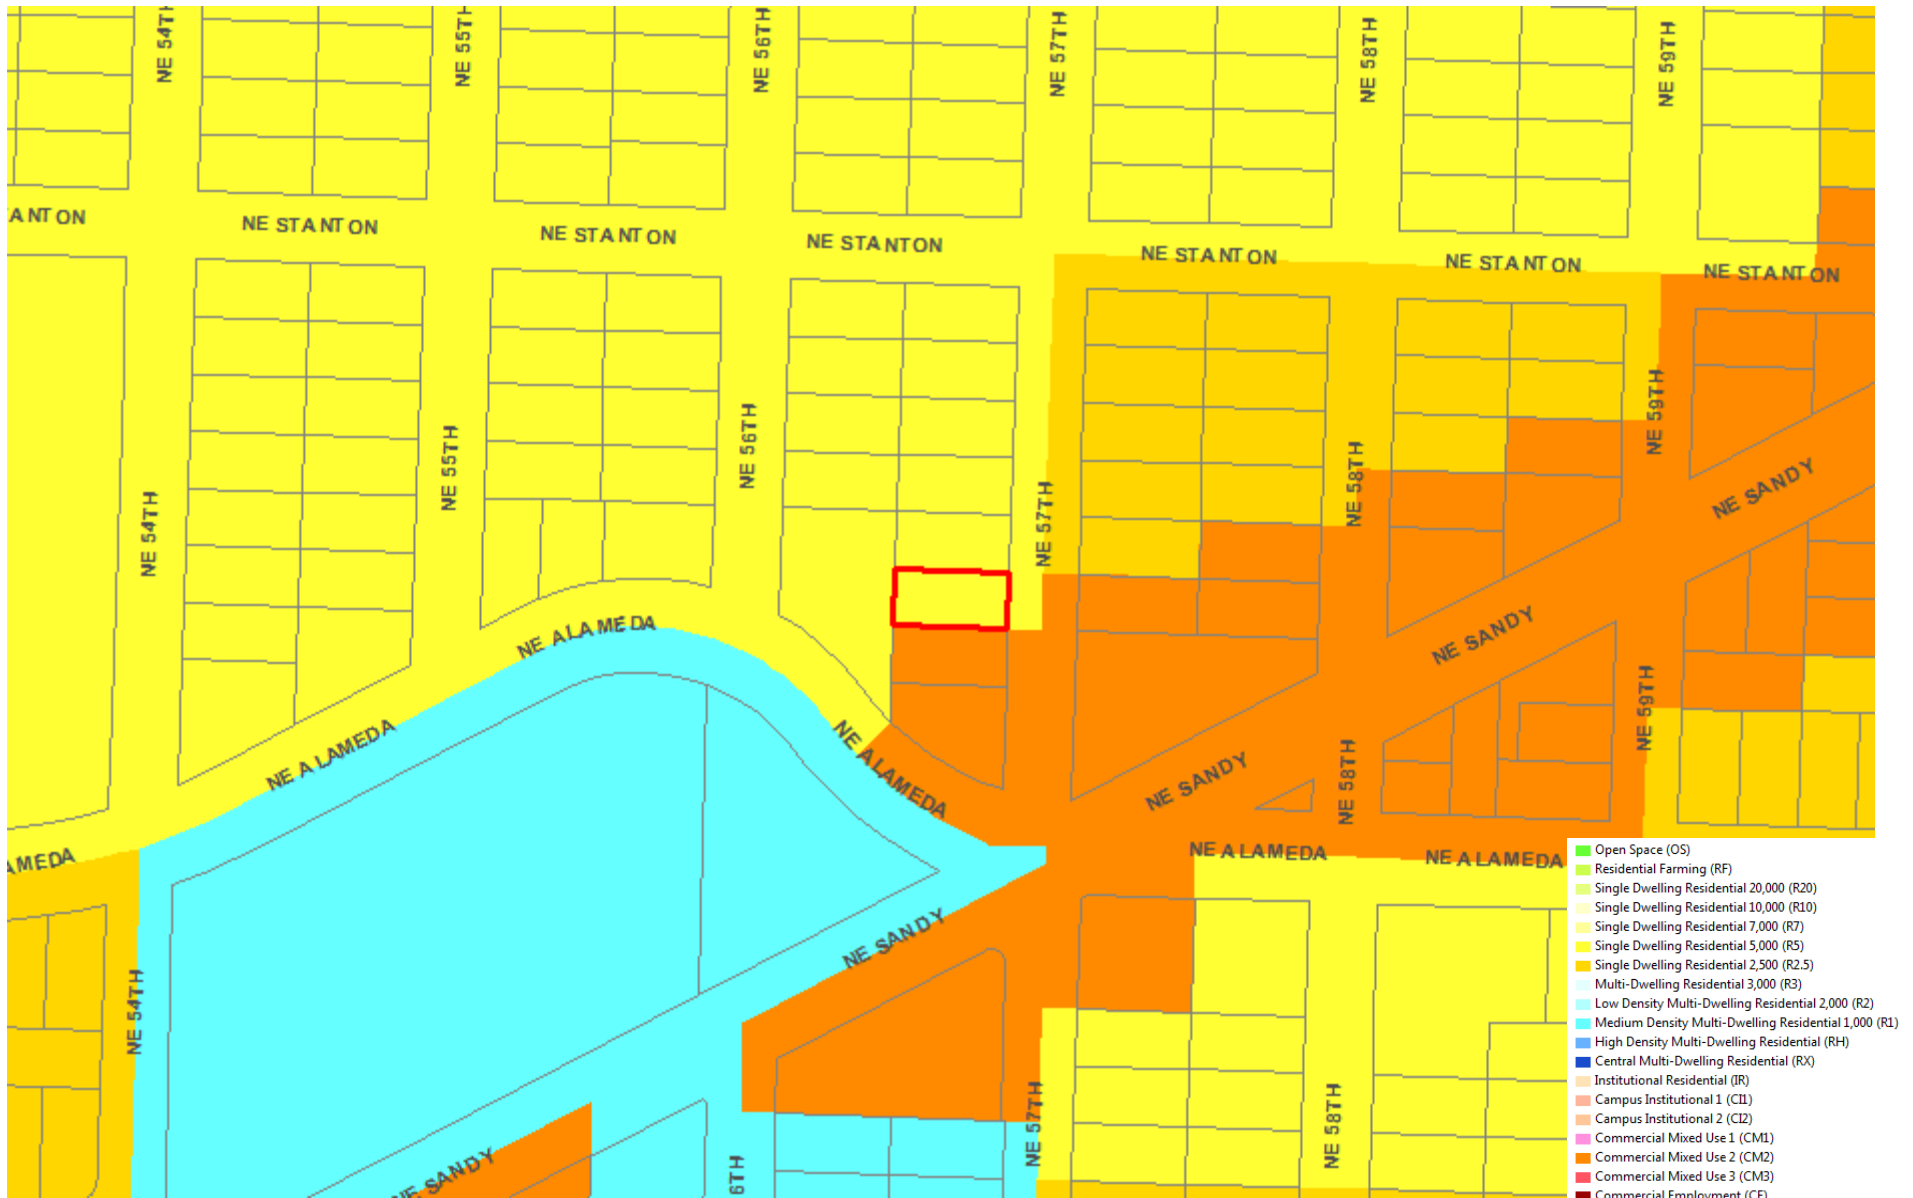 NE 54TH
NE 55TH
NE 56TH
NE 57TH
NE 58TH
NE 59TH
ANTON
NE STANTON
NE STANTON
NE STANTON
NE STANTON
NE STANTON
NE STANTON
NE 54TH
NE 55TH
NE 56TH
NE 57TH
NE 58TH
NE 59TH
NE SANDY
NE ALAMEDA
NE SANDY
NE ALAMEDA
NE ALAMEDA
NE SANDY
NE 58TH
NE 59TH
AMEDA
NE ALAMEDA
NE ALAMEDA
NE SANDY
NE 54TH
NE 57TH
NE 58TH
NE SANDY
6TH
Open Space (OS)
Residential Farming (RF)
Single Dwelling Residential 20,000 (R20)
Single Dwelling Residential 10,000 (R10)
Single Dwelling Residential 7,000 (R7)
Single Dwelling Residential 5,000 (R5)
Single Dwelling Residential 2,500 (R2.5)
Multi-Dwelling Residential 3,000 (R3)
Low Density Multi-Dwelling Residential 2,000 (R2)
Medium Density Multi-Dwelling Residential 1,000 (R1)
High Density Multi-Dwelling Residential (RH)
Central Multi-Dwelling Residential (RX)
Institutional Residential (IR)
Campus Institutional 1 (CI1)
Campus Institutional 2 (CI2)
Commercial Mixed Use 1 (CM1)
Commercial Mixed Use 2 (CM2)
Commercial Mixed Use 3 (CM3)
Commercial Employment (CE)